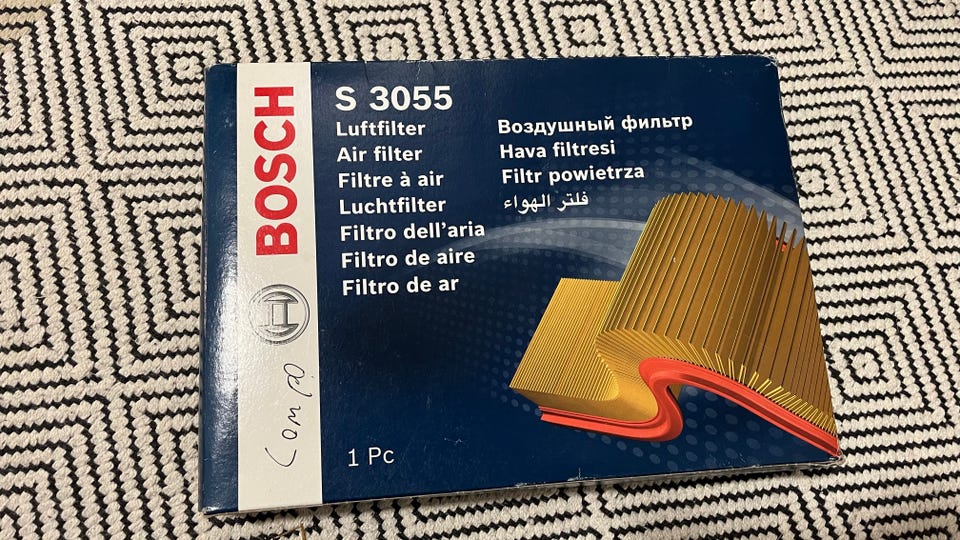 BOSCH
S 3055
Luftfilter
Air filter
Filtre à air
Luchtfilter
Filtro dell'aria
Filtro de aire
Filtro de ar
Воздушный фильтр
Hava filtresi
Filtr powietrza
فلتر الهواء
1 Pc